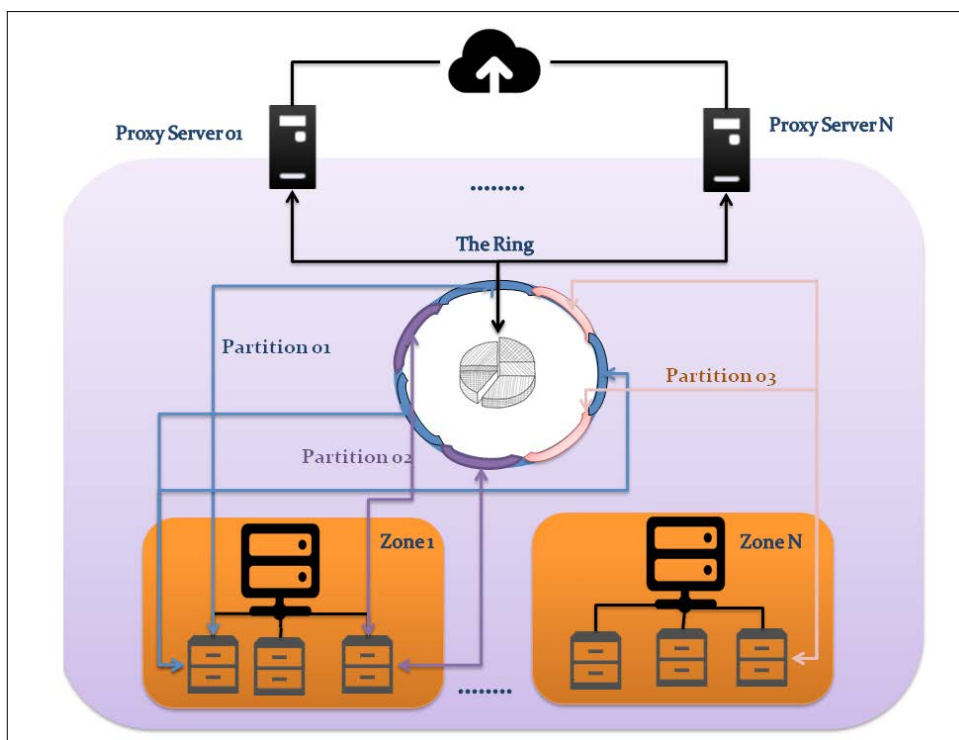 Proxy Server 01
Proxy Server N
........
The Ring
Partition 01
Partition 03
Partition 02
Zone 1
Zone N
........